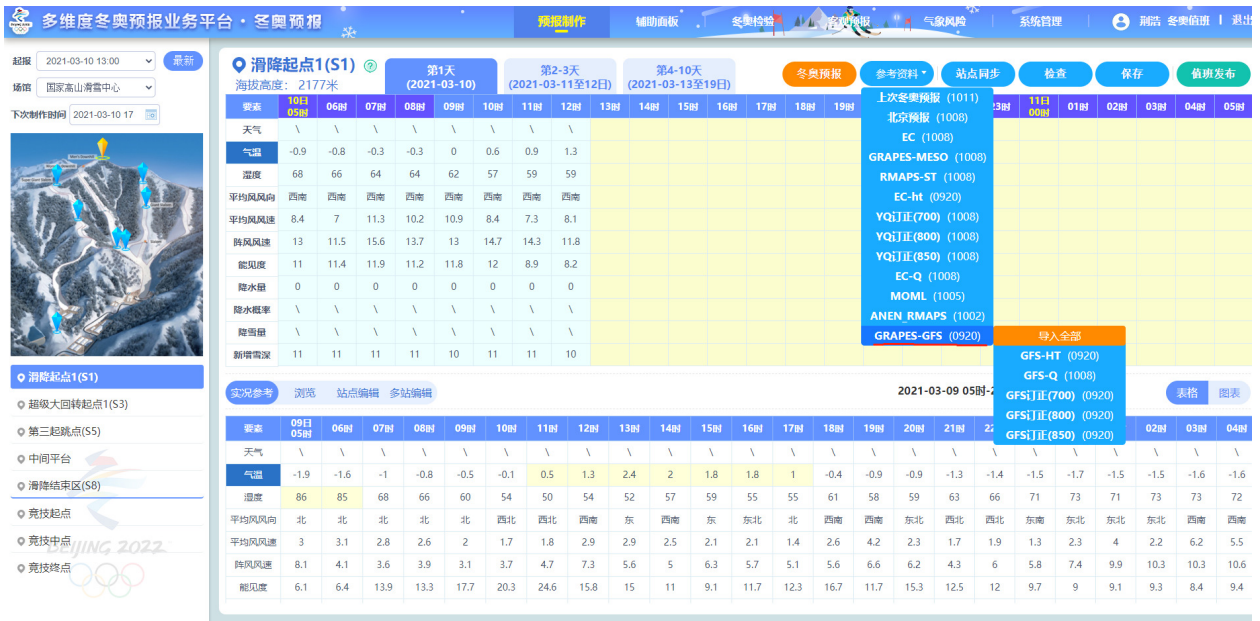 多维度冬奥预报业务平台·冬奥预报
预报制作 辅助面板 冬奥检验 客观预报 气象风险 系统管理 荆浩 冬奥值班 退出
起报 2021-03-10 13:00 最新
场馆 国家高山滑雪中心
下次制作时间 2021-03-10 17
滑降起点1(S1)
超级大回转起点1(S3)
第三起跳点(S5)
中间平台
滑降结束区(S8)
竞技起点
竞技中点
竞技终点
BEIJING 2022
滑降起点1(S1)
海拔高度: 2177米
第1天
(2021-03-10)
第2-3天
(2021-03-11至12日)
第4-10天
(2021-03-13至19日)
冬奥预报 参考资料 站点同步 检查 保存 值班发布
要素 10日 05时 06时 07时 08时 09时 10时 11时 12时 13时 14时 15时 16时 17时 18时 19时 23时 11日 00时 01时 02时 03时 04时 05时
天气 \ \ \ \ \ \ \ \
气温 -0.9 -0.8 -0.3 -0.3 0 0.6 0.9 1.3
湿度 68 66 64 64 62 57 59 59
平均风风向 西南 西南 西南 西南 西南 西南 西南 西南
平均风风速 8.4 7 11.3 10.2 10.9 8.4 7.3 8.1
阵风风速 13 11.5 15.6 13.7 13 14.7 14.3 11.8
能见度 11 11.4 11.9 11.2 11.8 12 8.9 8.2
降水量 0 0 0 0 0 0 0 0
降水概率 \ \ \ \ \ \ \ \
降雪量 \ \ \ \ \ \ \ \
新增雪深 11 11 11 11 10 11 11 10
上次冬奥预报 (1011)
北京预报 (1008)
EC (1008)
GRAPES-MESO (1008)
RMAPS-ST (1008)
EC-ht (0920)
YQ订正(700) (1008)
YQ订正(800) (1008)
YQ订正(850) (1008)
EC-Q (1008)
MOML (1005)
ANEN_RMAPS (1002)
GRAPES-GFS (0920)
导入全部
GFS-HT (0920)
GFS-Q (1008)
GFS订正(700) (0920)
GFS订正(800) (0920)
GFS订正(850) (0920)
实况参考 浏览 站点编辑 多站编辑 2021-03-09 05时-2 表格 图表
要素 09日 05时 06时 07时 08时 09时 10时 11时 12时 13时 14时 15时 16时 17时 18时 19时 20时 21时 22 02时 03时 04时
天气 \ \ \ \ \ \ \ \ \ \ \ \ \ \ \ \ \ \ \ \ \ \ \ \
气温 -1.9 -1.6 -1 -0.8 -0.5 -0.1 0.5 1.3 2.4 2 1.8 1.8 1 -0.4 -0.9 -0.9 -1.3 -1.4 -1.5 -1.7 -1.5 -1.5 -1.6 -1.6
湿度 86 85 68 66 60 54 50 54 52 57 59 55 55 61 58 59 63 66 71 73 71 73 73 72
平均风风向 北 北 北 北 北 西北 西北 西南 东 西南 东 东北 北 西南 西南 东北 西北 西北 东南 东北 东北 东北 西南 西南
平均风风速 3 3.1 2.8 2.6 2 1.7 1.8 2.9 2.9 2.5 2.1 2.1 1.4 2.6 4.2 2.3 1.7 1.9 1.3 2.3 4 2.2 6.2 5.5
阵风风速 8.1 4.1 3.6 3.9 3.1 3.7 4.7 7.3 5.6 5 6.3 5.7 5.1 5.6 6.6 6.2 4.3 6 5.8 7.4 9.9 10.3 10.3 10.6
能见度 6.1 6.4 13.9 13.3 17.7 20.3 24.6 15.8 15 11 9.1 11.7 12.3 16.7 11.7 15.3 12.5 12 9.7 9 9.1 9.3 8.4 9.4